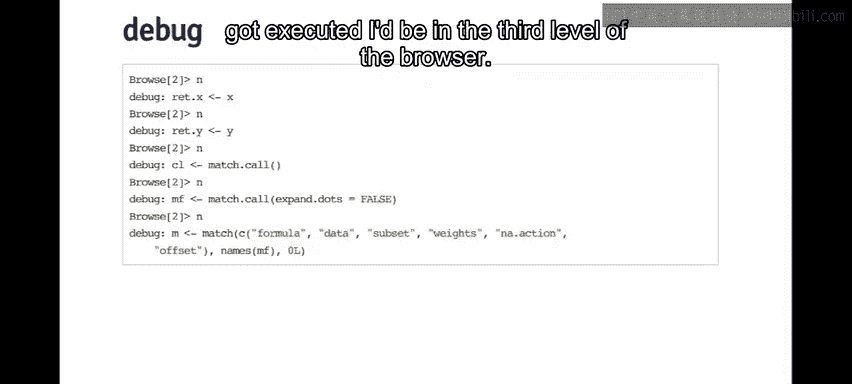 debug
got executed I'd be in the third level of
the browser.
Browse[2]> n
debug: ret.x <- x
Browse[2]> n
debug: ret.y <- y
Browse[2]> n
debug: cl <- match.call()
Browse[2]> n
debug: mf <- match.call(expand.dots = FALSE)
Browse[2]> n
debug: m <- match(c("formula", "data", "subset", "weights", "na.action",
"offset"), names(mf), 0L)